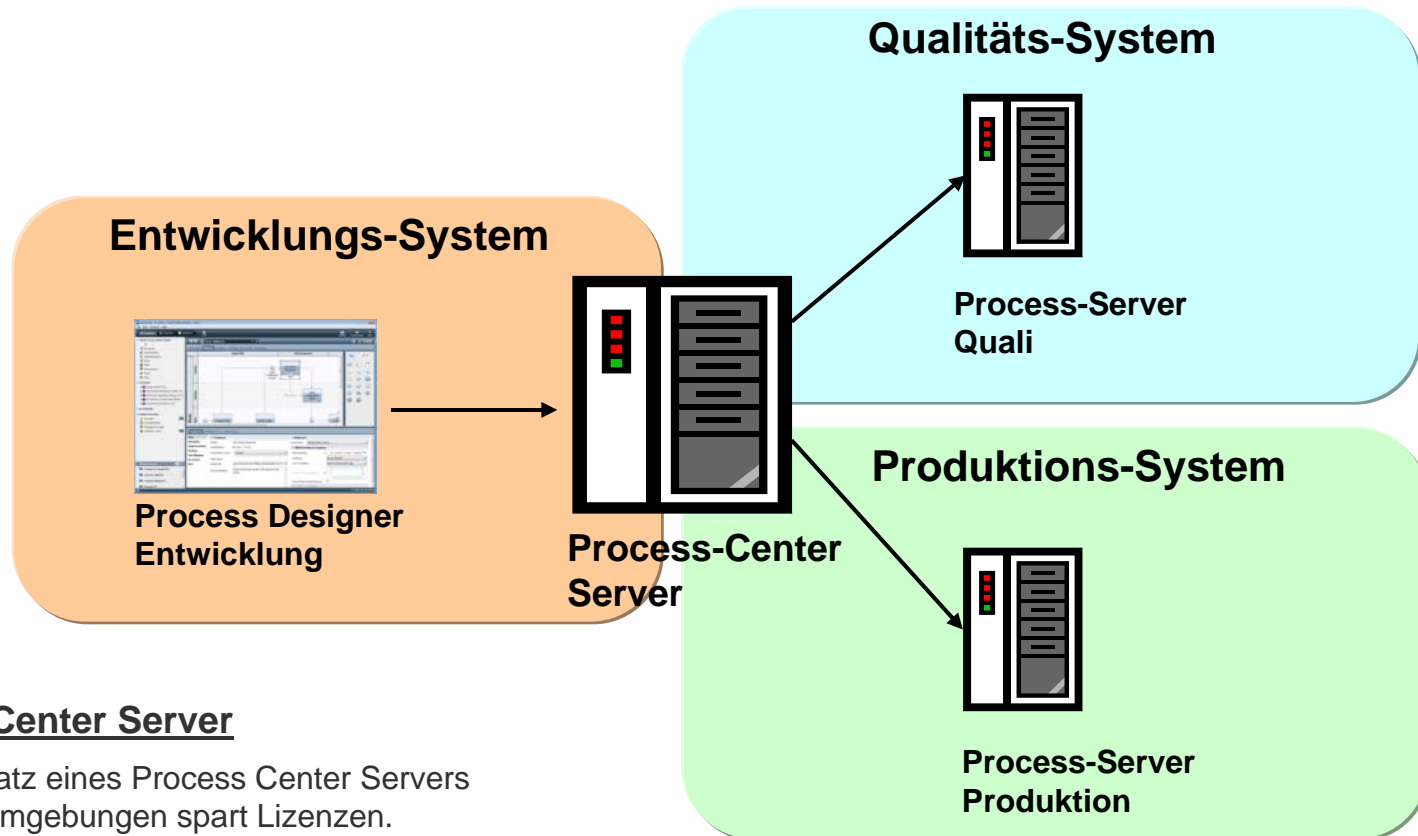 Qualitäts-System
Process-Server
Quali
Entwicklungs-System
Process Designer
Entwicklung
Process-Center
Server
Produktions-System
Process-Server
Produktion
Center Server
atz eines Process Center Servers
mgebungen spart Lizenzen.